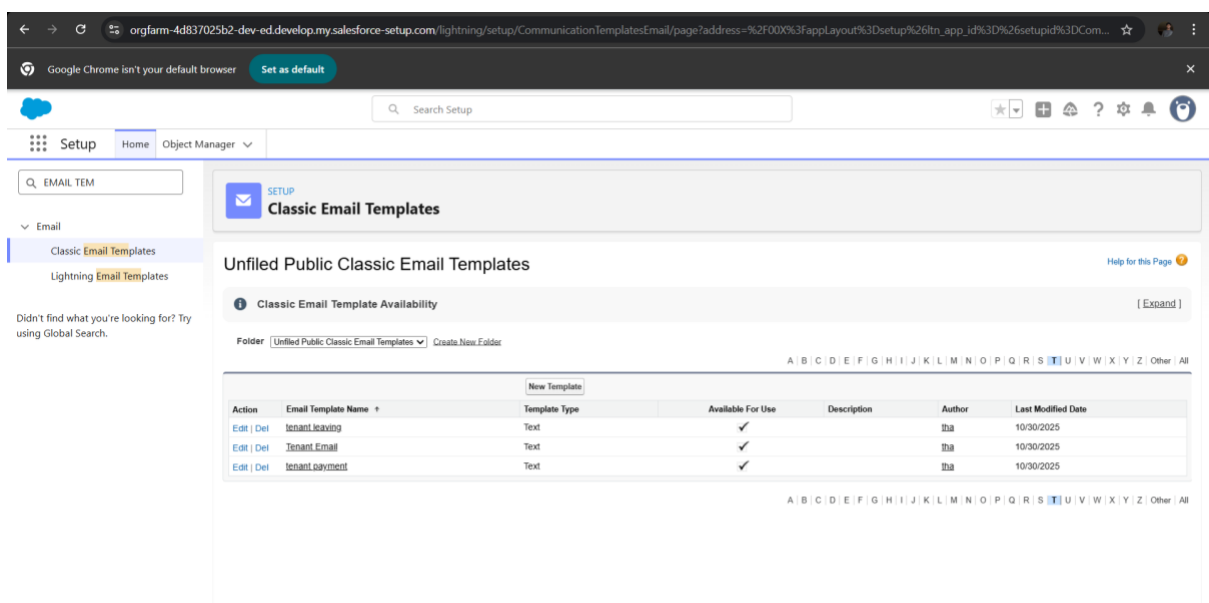 orgfarm-4d837025b2-dev-ed.develop.my.salesforce-setup.com/lightning/setup/CommunicationTemplatesEmail/page?address=%2F00X%3FappLayout%3Dsetup%26ltn_app_id%3D%26setupid%3DCom...
Google Chrome isn't your default browser Set as default
Search Setup
Setup Home Object Manager
EMAIL TEM
SETUP
Classic Email Templates
Email
Classic Email Templates
Lightning Email Templates
Didn't find what you're looking for? Try
using Global Search.
Unfiled Public Classic Email Templates
Help for this Page
Classic Email Template Availability [ Expand ]
Folder Unfiled Public Classic Email Templates Create New Folder
A | B | C | D | E | F | G | H | I | J | K | L | M | N | O | P | Q | R | S | T | U | V | W | X | Y | Z | Other | All
New Template
Action Email Template Name Template Type Available For Use Description Author Last Modified Date
Edit | Del tenant leaving Text tha 10/30/2025
Edit | Del Tenant Email Text tha 10/30/2025
Edit | Del tenant payment Text tha 10/30/2025
A | B | C | D | E | F | G | H | I | J | K | L | M | N | O | P | Q | R | S | T | U | V | W | X | Y | Z | Other | All